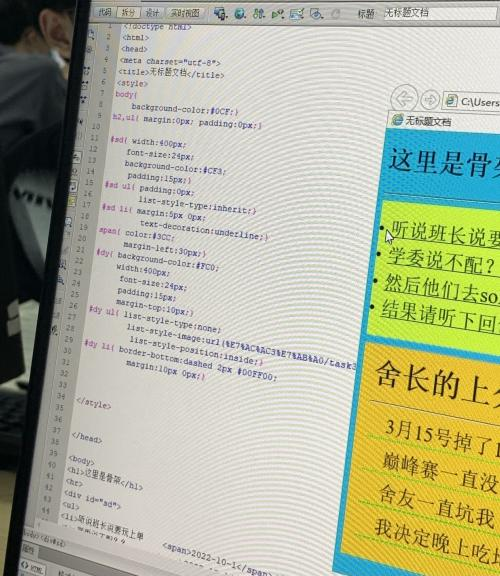 代码 拆分 设计 实时视图 标题: 无标题文档
<!doctype html>
<html>
<head>
<meta charset="utf-8">
<title>无标题文档</title>
<style>
body{
background-color:#0CF;}
h2,ul{ margin:0px; padding:0px;}
#sd{ width:400px;
font-size:24px;
background-color:#CF3;
padding:15px;}
#sd ul{ padding:0px;
list-style-type:inherit;}
#sd li{ margin:5px 0px;
text-decoration:underline;}
span{ color:#3CC;
margin-left:30px;}
#dy{ background-color:#FC0;
width:400px;
font-size:24px;
padding:15px;
margin-top:10px;}
#dy ul{ list-style-type:none;
list-style-image:url(%E7%AC%AC3%E7%AB%A0/task3
list-style-position:inside;}
#dy li{ border-bottom:dashed 2px #00FF00;
margin:10px 0px;}
</style>
</head>
<body>
<h1>这里是骨架</h1>
<hr>
<div id="sd">
<ul>
<li>听说班长说要玩上单
<span>2022-10-1</span>
属性
HTML
C:\Users
无标题文档
这里是骨
听说班长说要
学委说不配?
然后他们去so
结果请听下回
舍长的上
3月15号掉了
巅峰赛一直没
舍友一直坑我
我决定晚上吃